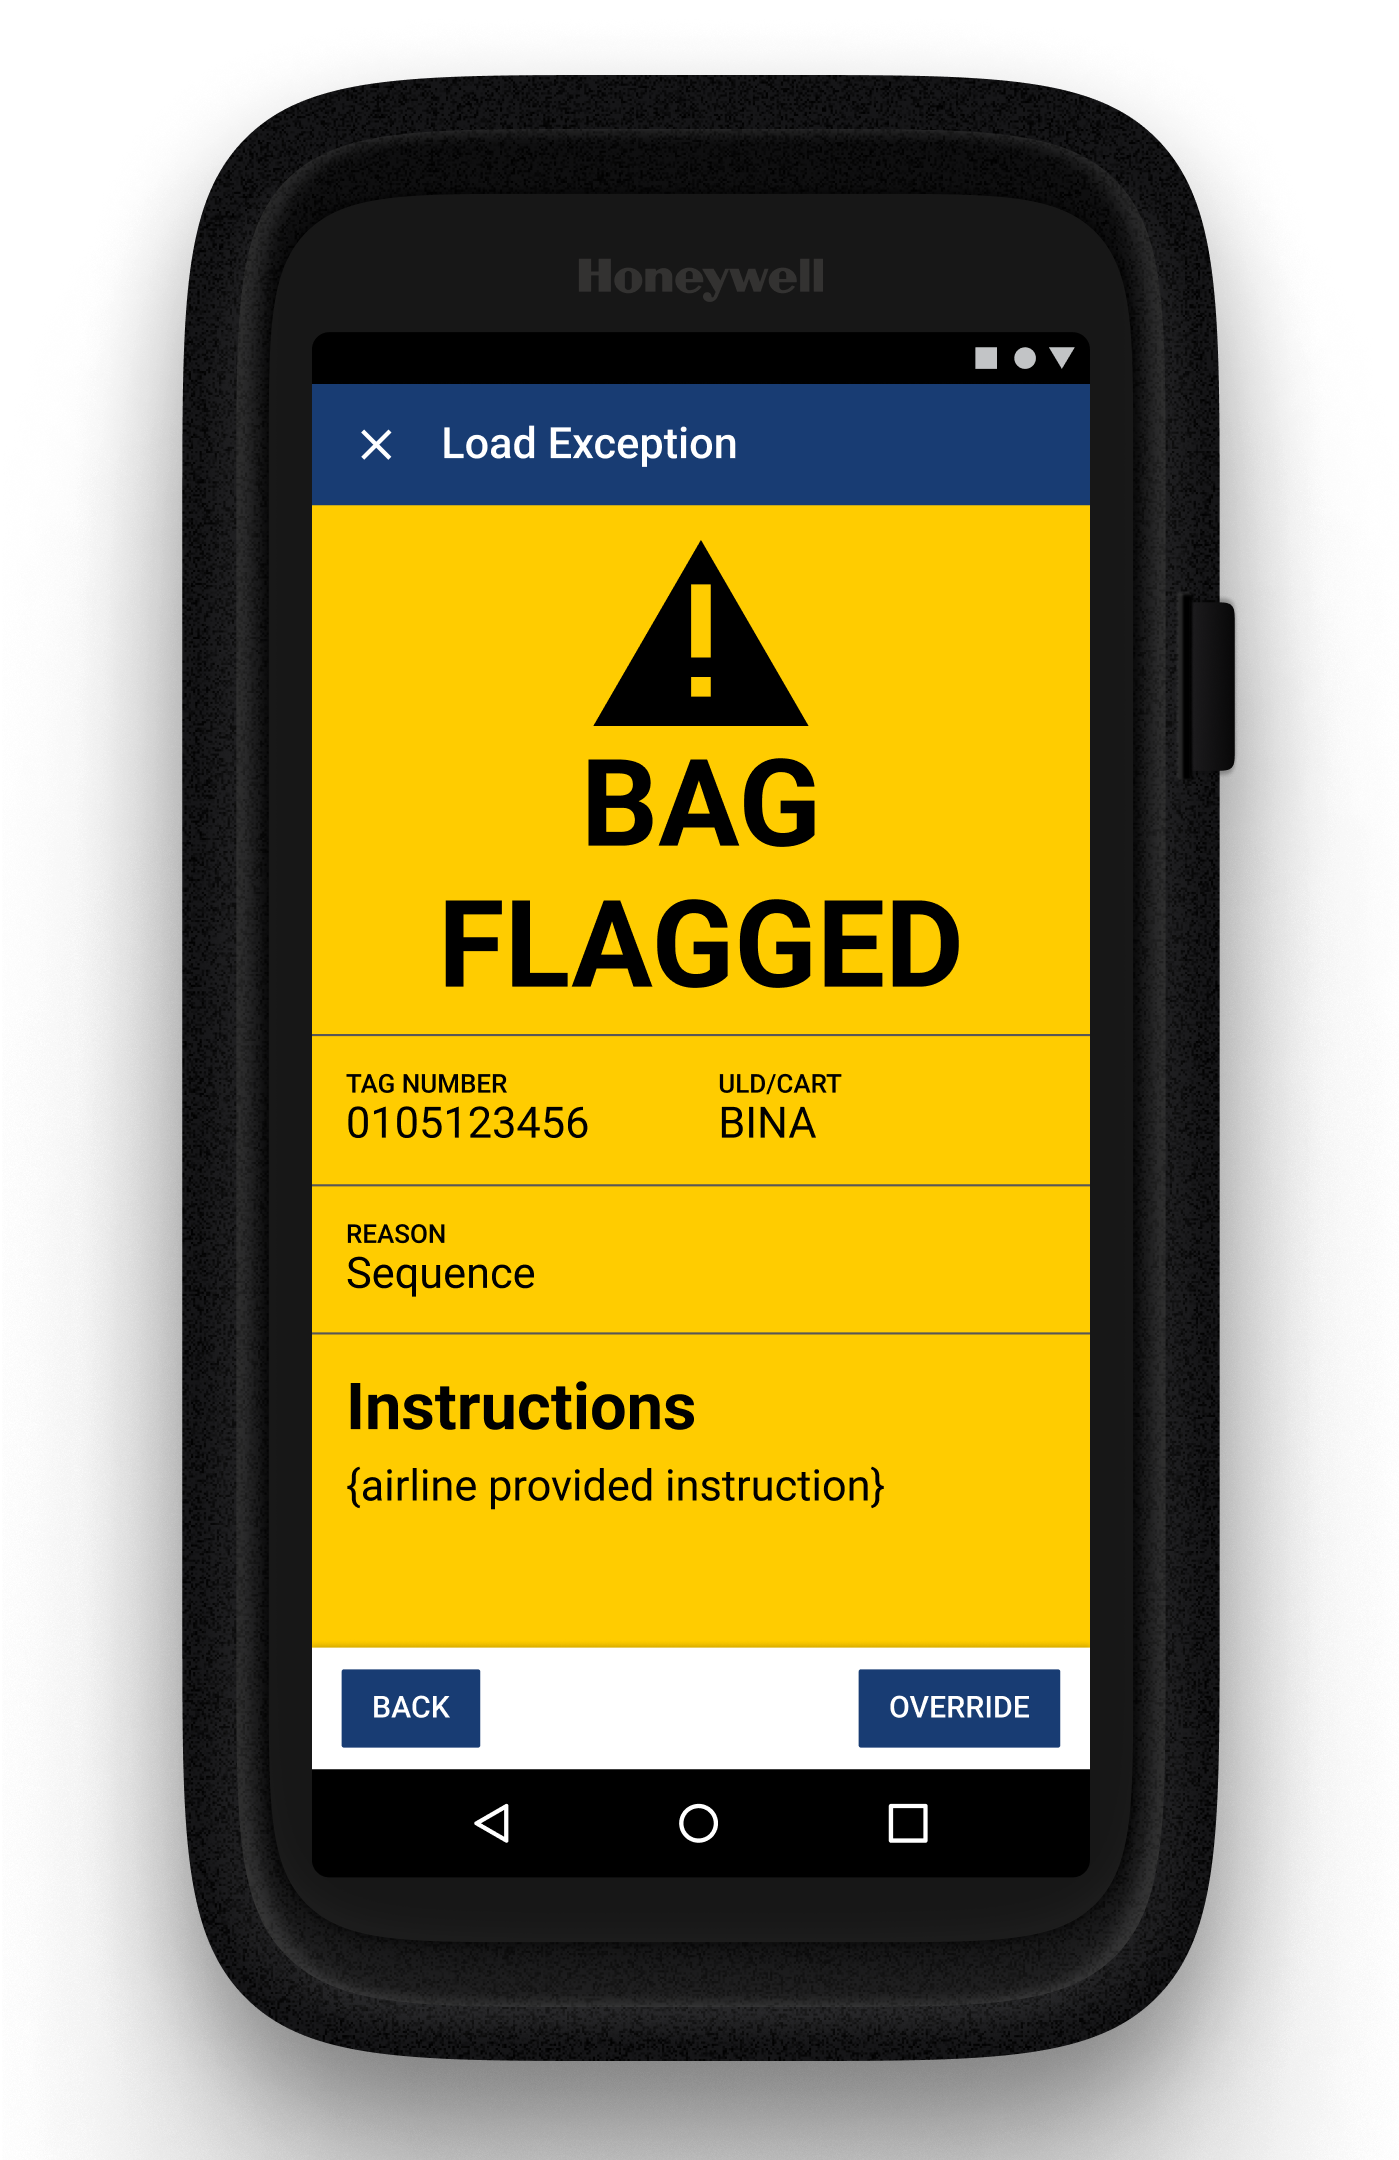 Honeywell
Load Exception
BAG
FLAGGED
TAG NUMBER
0105123456
ULD/CART
BINA
REASON
Sequence
Instructions
{airline provided instruction}
BACK
OVERRIDE